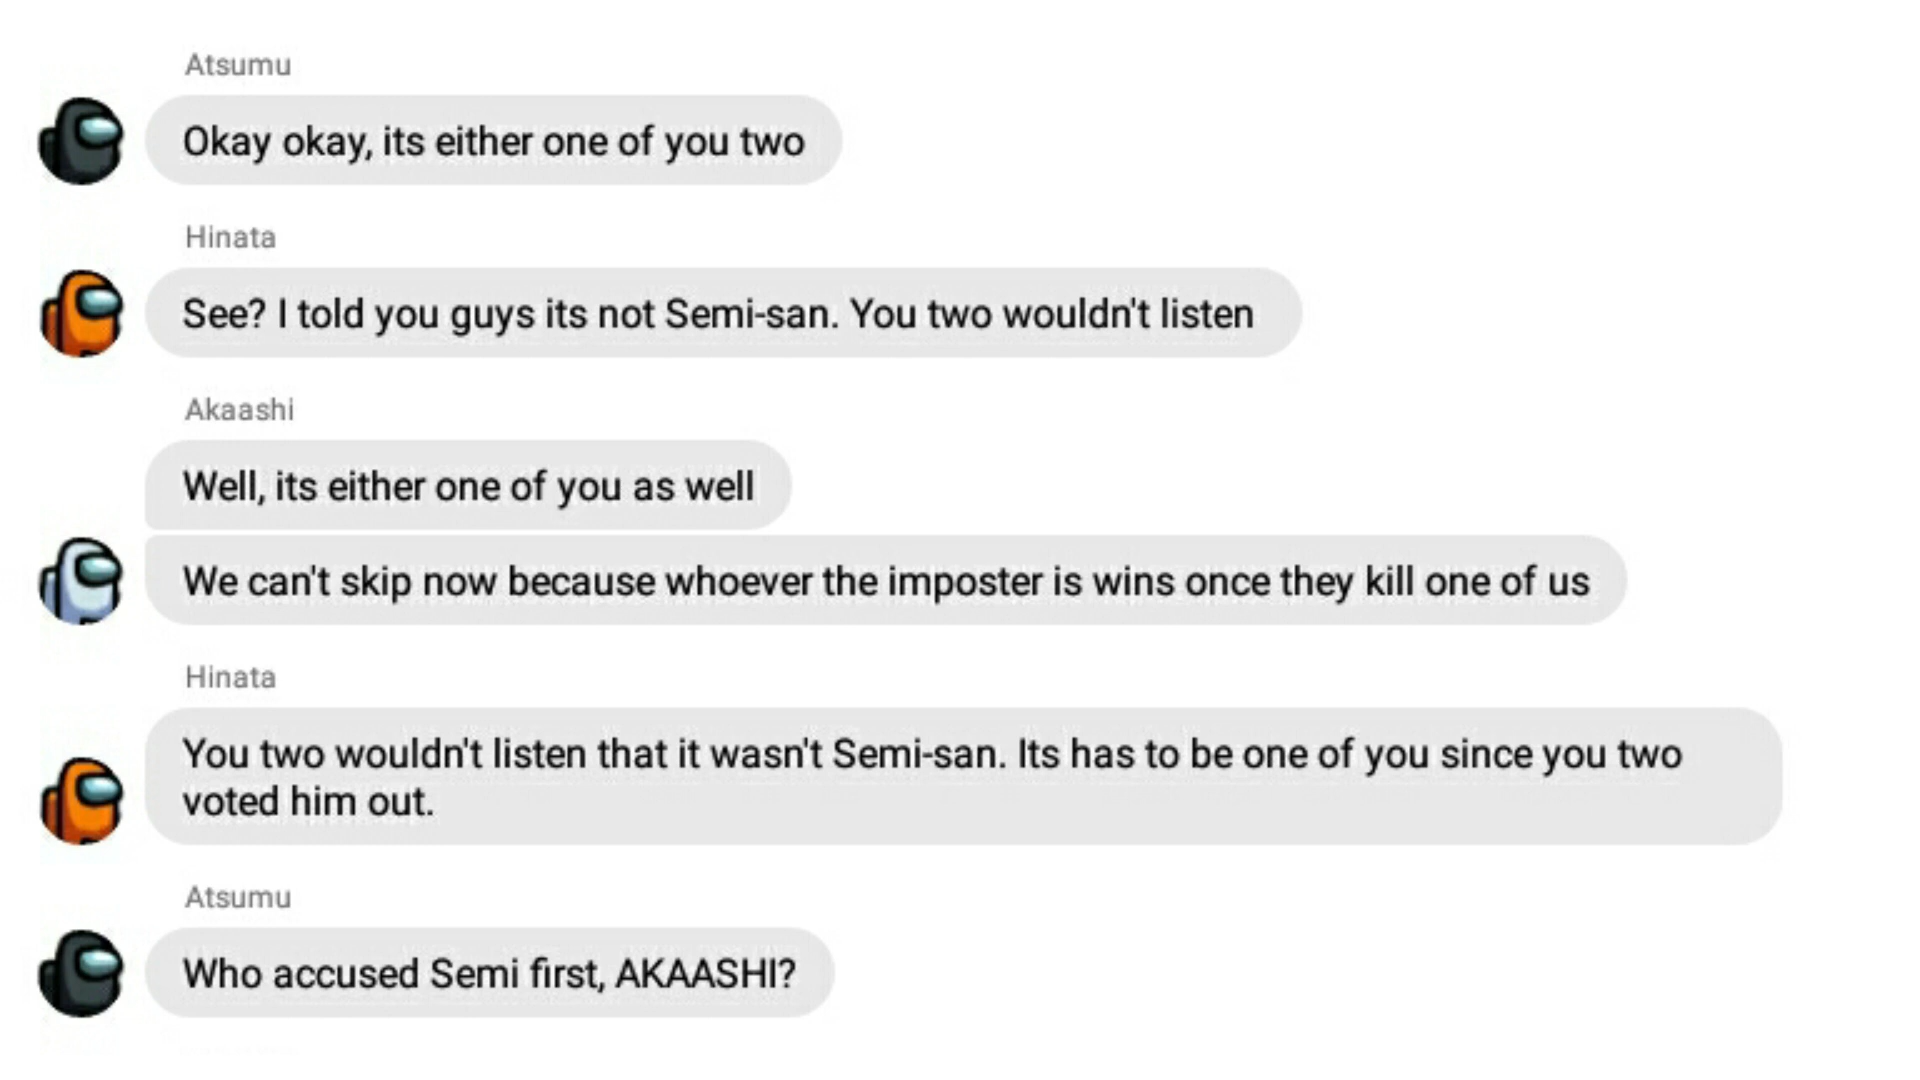 Atsumu
Okay okay, its either one of you two
Hinata
See? I told you guys its not Semi-san. You two wouldn't listen
Akaashi
Well, its either one of you as well
We can't skip now because whoever the imposter is wins once they kill one of us
Hinata
You two wouldn't listen that it wasn't Semi-san. Its has to be one of you since you two
voted him out.
Atsumu
Who accused Semi first, AKAASHI?